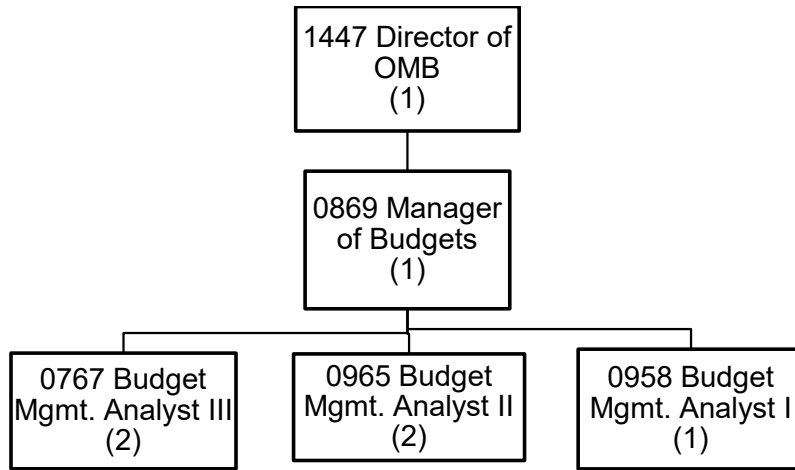 1447 Director of
OMB
(1)
0869 Manager
of Budgets
(1)
0767 Budget
Mgmt. Analyst III
(2)
0965 Budget
Mgmt. Analyst II
(2)
0958 Budget
Mgmt. Analyst I
(1)